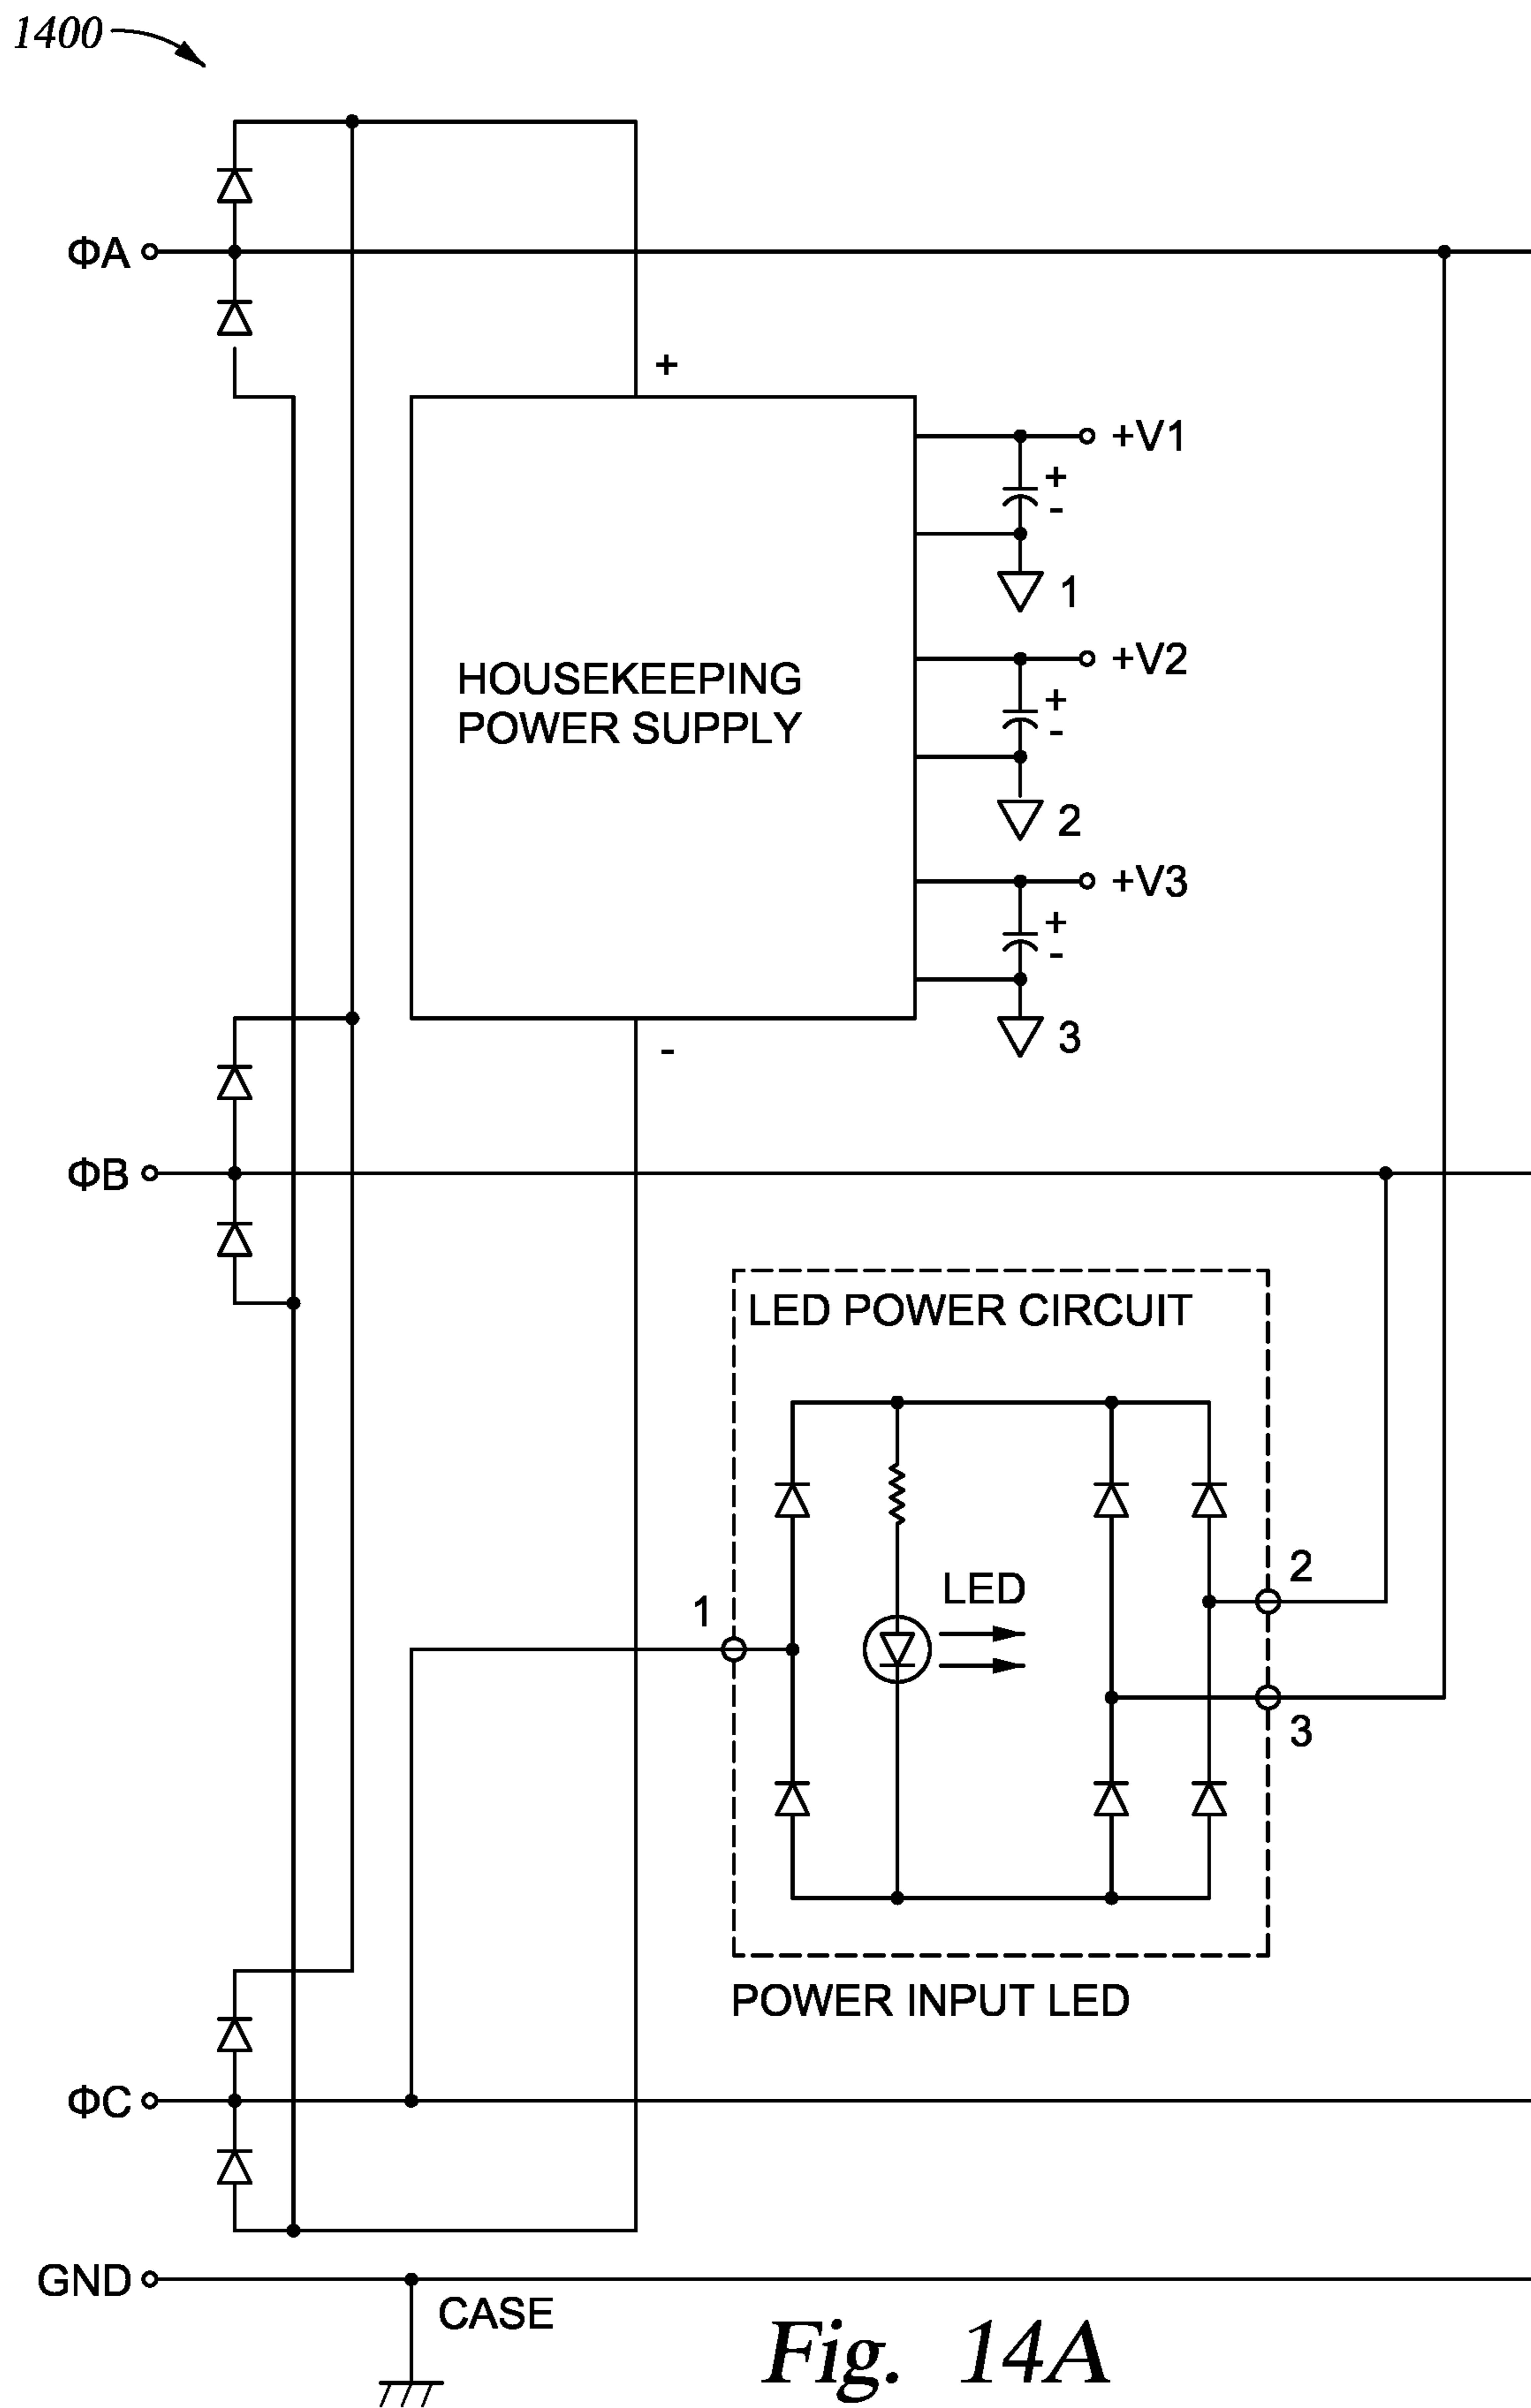 1400
ΦA
+
+V1
+
-
1
HOUSEKEEPING
POWER SUPPLY
+V2
+
-
2
+V3
+
-
3
-
ΦB
LED POWER CIRCUIT
LED
1
2
3
POWER INPUT LED
ΦC
GND
CASE
Fig. 14A